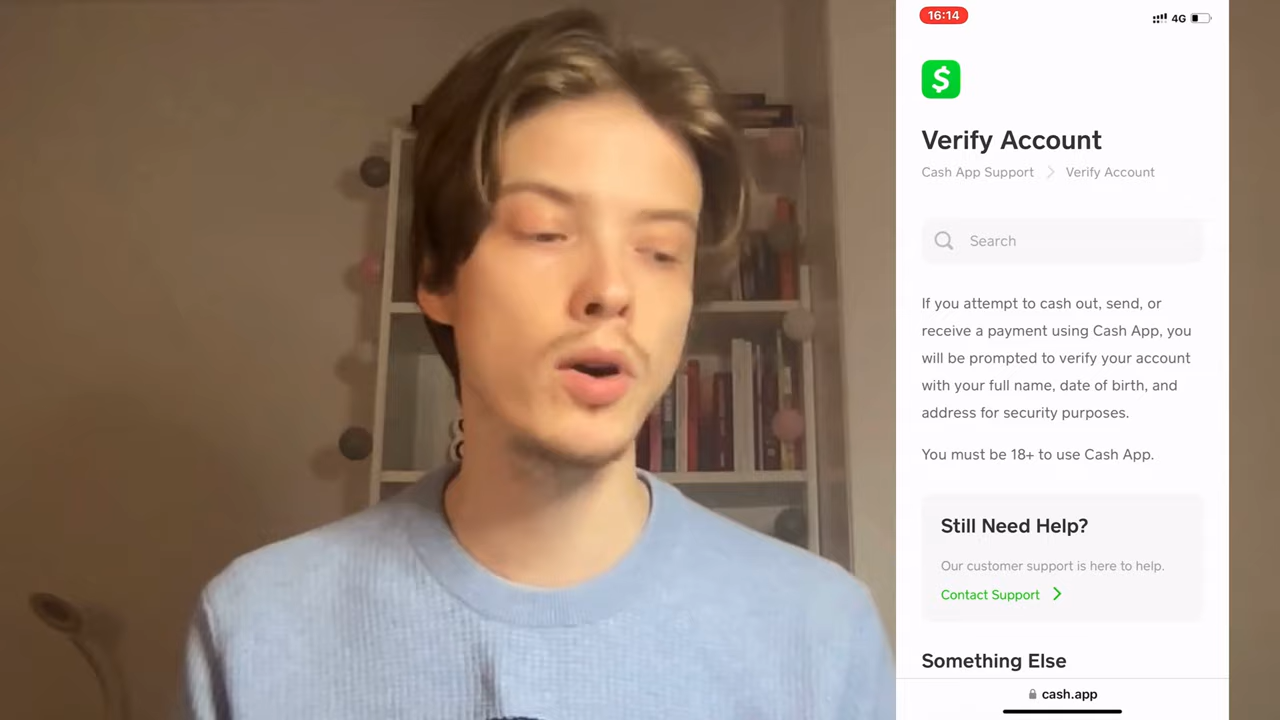 16:14
4G
$
Verify Account
Cash App Support
Verify Account
Search
If you attempt to cash out, send, or
receive a payment using Cash App, you
will be prompted to verify your account
with your full name, date of birth, and
address for security purposes.
You must be 18+ to use Cash App.
Still Need Help?
Our customer support is here to help.
Contact Support
Something Else
cash.app